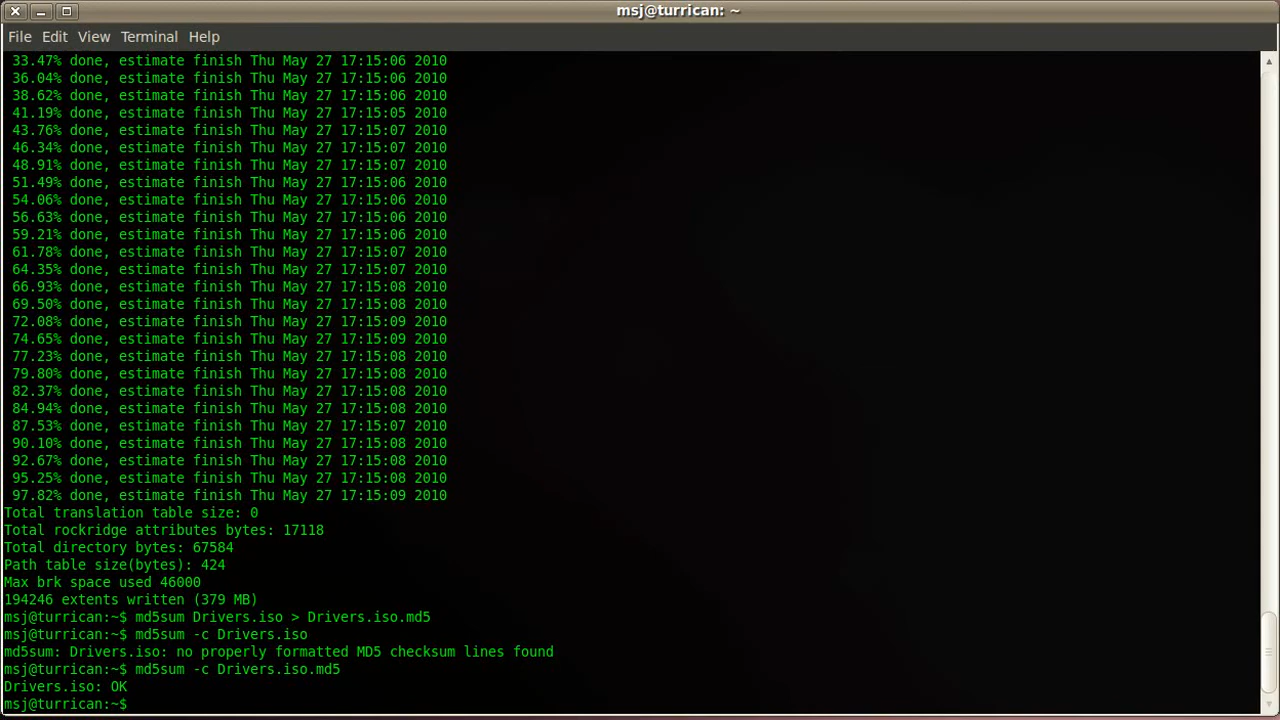 msj@turrican: ~
File Edit View Terminal Help
33.47% done, estimate finish Thu May 27 17:15:06 2010
36.04% done, estimate finish Thu May 27 17:15:06 2010
38.62% done, estimate finish Thu May 27 17:15:06 2010
41.19% done, estimate finish Thu May 27 17:15:05 2010
43.76% done, estimate finish Thu May 27 17:15:07 2010
46.34% done, estimate finish Thu May 27 17:15:07 2010
48.91% done, estimate finish Thu May 27 17:15:07 2010
51.49% done, estimate finish Thu May 27 17:15:06 2010
54.06% done, estimate finish Thu May 27 17:15:06 2010
56.63% done, estimate finish Thu May 27 17:15:06 2010
59.21% done, estimate finish Thu May 27 17:15:06 2010
61.78% done, estimate finish Thu May 27 17:15:07 2010
64.35% done, estimate finish Thu May 27 17:15:07 2010
66.93% done, estimate finish Thu May 27 17:15:08 2010
69.50% done, estimate finish Thu May 27 17:15:08 2010
72.08% done, estimate finish Thu May 27 17:15:09 2010
74.65% done, estimate finish Thu May 27 17:15:09 2010
77.23% done, estimate finish Thu May 27 17:15:08 2010
79.80% done, estimate finish Thu May 27 17:15:08 2010
82.37% done, estimate finish Thu May 27 17:15:08 2010
84.94% done, estimate finish Thu May 27 17:15:08 2010
87.53% done, estimate finish Thu May 27 17:15:07 2010
90.10% done, estimate finish Thu May 27 17:15:08 2010
92.67% done, estimate finish Thu May 27 17:15:08 2010
95.25% done, estimate finish Thu May 27 17:15:08 2010
97.82% done, estimate finish Thu May 27 17:15:09 2010
Total translation table size: 0
Total rockridge attributes bytes: 17118
Total directory bytes: 67584
Path table size(bytes): 424
Max brk space used 46000
194246 extents written (379 MB)
msj@turrican:~$ md5sum Drivers.iso > Drivers.iso.md5
msj@turrican:~$ md5sum -c Drivers.iso
md5sum: Drivers.iso: no properly formatted MD5 checksum lines found
msj@turrican:~$ md5sum -c Drivers.iso.md5
Drivers.iso: OK
msj@turrican:~$